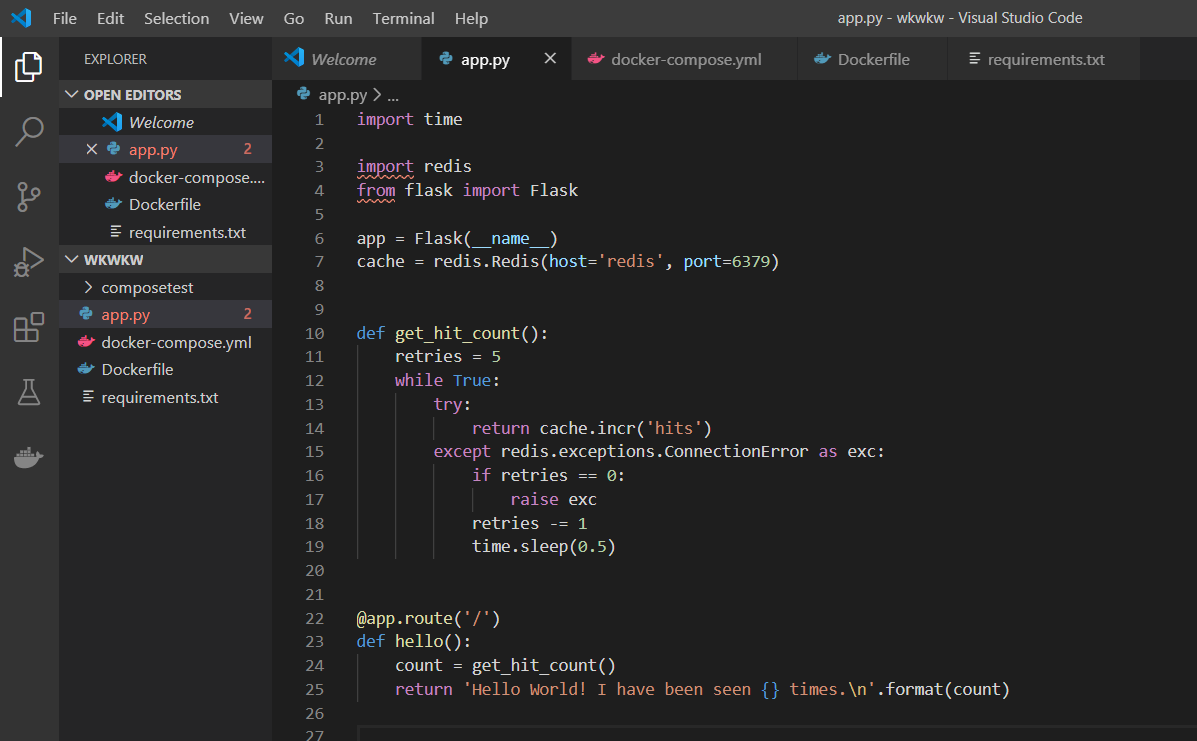 File Edit Selection View Go Run Terminal Help app.py - wkwkw - Visual Studio Code
EXPLORER
OPEN EDITORS
Welcome
app.py 2
docker-compose....
Dockerfile
requirements.txt
WKWKW
composetest
app.py 2
docker-compose.yml
Dockerfile
requirements.txt
Welcome app.py docker-compose.yml Dockerfile requirements.txt
app.py > ...
1 import time
2
3 import redis
4 from flask import Flask
5
6 app = Flask(__name__)
7 cache = redis.Redis(host='redis', port=6379)
8
9
10 def get_hit_count():
11     retries = 5
12     while True:
13         try:
14             return cache.incr('hits')
15         except redis.exceptions.ConnectionError as exc:
16             if retries == 0:
17                 raise exc
18             retries -= 1
19             time.sleep(0.5)
20
21
22 @app.route('/')
23 def hello():
24     count = get_hit_count()
25     return 'Hello World! I have been seen {} times.\n'.format(count)
26
27